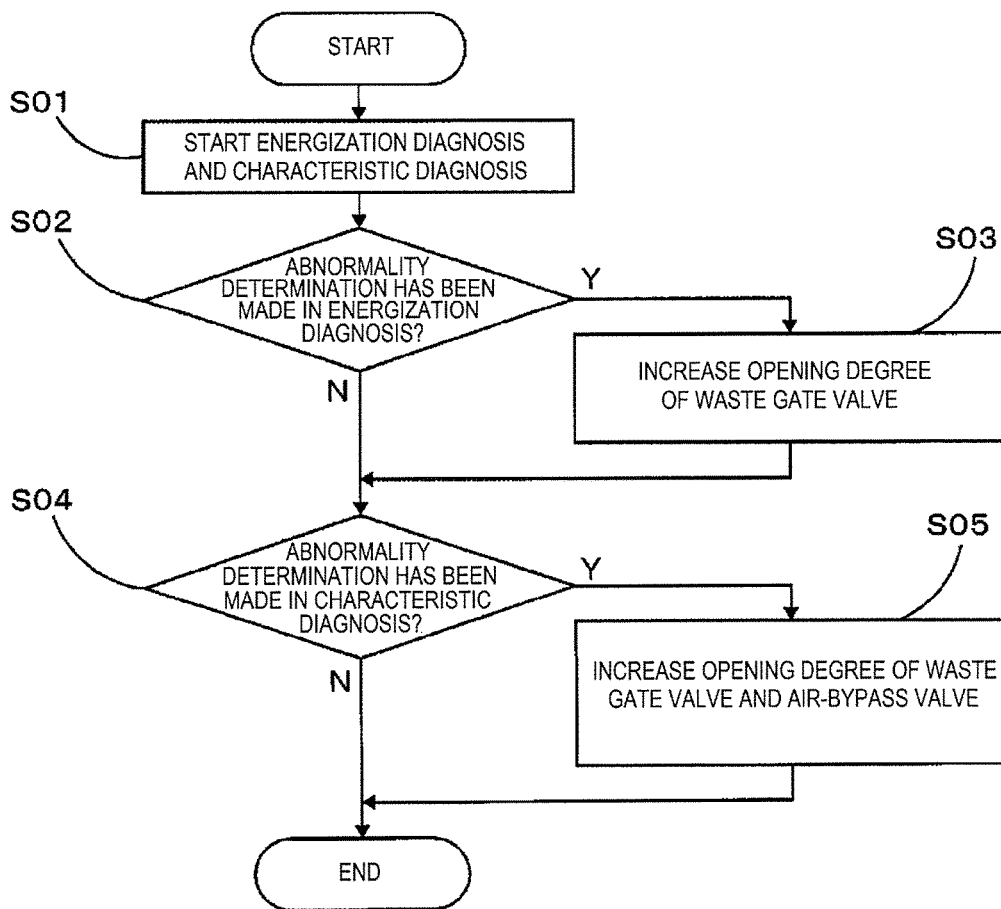 START
S01
START ENERGIZATION DIAGNOSIS
AND CHARACTERISTIC DIAGNOSIS
S02
ABNORMALITY
DETERMINATION HAS BEEN
MADE IN ENERGIZATION
DIAGNOSIS?
Y
N
S03
INCREASE OPENING DEGREE
OF WASTE GATE VALVE
S04
ABNORMALITY
DETERMINATION HAS BEEN
MADE IN CHARACTERISTIC
DIAGNOSIS?
Y
N
S05
INCREASE OPENING DEGREE OF WASTE
GATE VALVE AND AIR-BYPASS VALVE
END